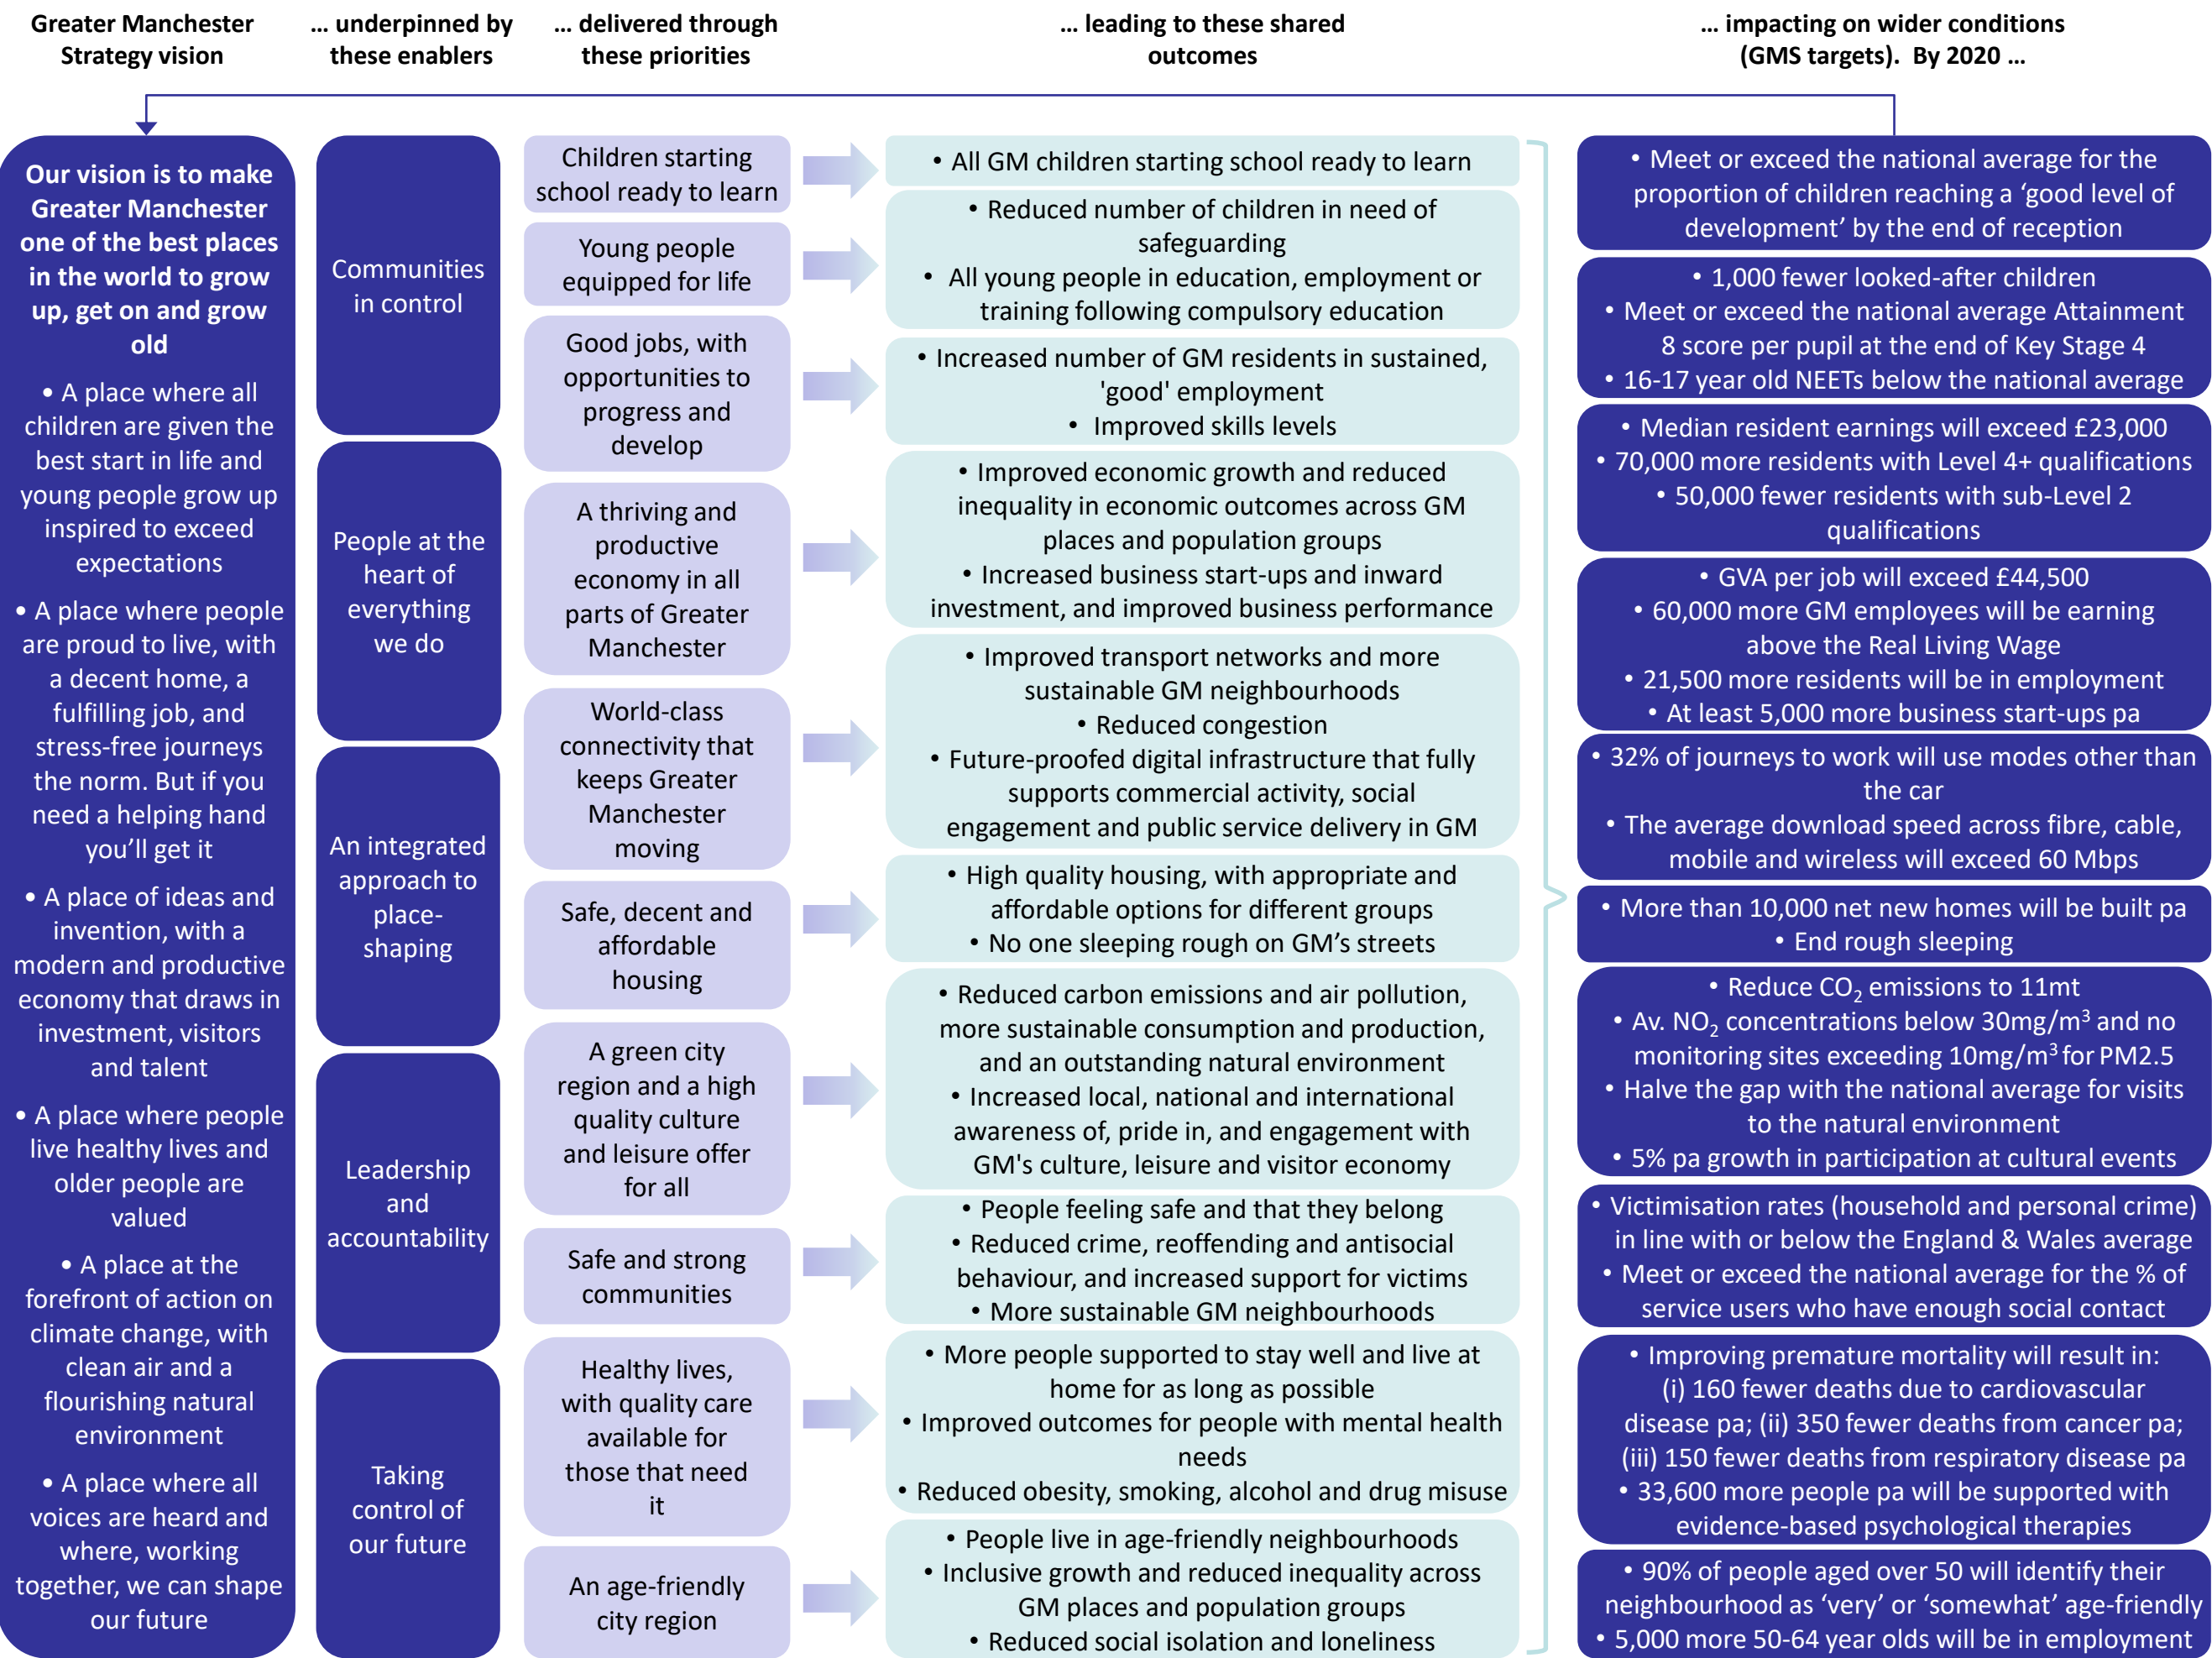 Greater Manchester
Strategy vision
... underpinned by
these enablers
... delivered through
these priorities
... leading to these shared
outcomes
... impacting on wider conditions
(GMS targets).  By 2020 ...
Our vision is to make
Greater Manchester
one of the best places
in the world to grow
up, get on and grow
old
• A place where all
children are given the
best start in life and
young people grow up
inspired to exceed
expectations
• A place where people
are proud to live, with
a decent home, a
fulfilling job, and
stress-free journeys
the norm. But if you
need a helping hand
you’ll get it
• A place of ideas and
invention, with a
modern and productive
economy that draws in
investment, visitors
and talent
• A place where people
live healthy lives and
older people are
valued
• A place at the
forefront of action on
climate change, with
clean air and a
flourishing natural
environment
• A place where all
voices are heard and
where, working
together, we can shape
our future
Communities
in control
People at the
heart of
everything
we do
An integrated
approach to
place-
shaping
Leadership
and
accountability
Taking
control of
our future
Children starting
school ready to learn
Young people
equipped for life
Good jobs, with
opportunities to
progress and
develop
A thriving and
productive
economy in all
parts of Greater
Manchester
World-class
connectivity that
keeps Greater
Manchester
moving
Safe, decent and
affordable
housing
A green city
region and a high
quality culture
and leisure offer
for all
Safe and strong
communities
Healthy lives,
with quality care
available for
those that need
it
An age-friendly
city region
• All GM children starting school ready to learn
• Reduced number of children in need of
safeguarding
• All young people in education, employment or
training following compulsory education
• Increased number of GM residents in sustained,
'good' employment
• Improved skills levels
• Improved economic growth and reduced
inequality in economic outcomes across GM
places and population groups
• Increased business start-ups and inward
investment, and improved business performance
• Improved transport networks and more
sustainable GM neighbourhoods
• Reduced congestion
• Future-proofed digital infrastructure that fully
supports commercial activity, social
engagement and public service delivery in GM
• High quality housing, with appropriate and
affordable options for different groups
• No one sleeping rough on GM’s streets
• Reduced carbon emissions and air pollution,
more sustainable consumption and production,
and an outstanding natural environment
• Increased local, national and international
awareness of, pride in, and engagement with
GM's culture, leisure and visitor economy
• People feeling safe and that they belong
• Reduced crime, reoffending and antisocial
behaviour, and increased support for victims
• More sustainable GM neighbourhoods
• More people supported to stay well and live at
home for as long as possible
• Improved outcomes for people with mental health
needs
• Reduced obesity, smoking, alcohol and drug misuse
• People live in age-friendly neighbourhoods
• Inclusive growth and reduced inequality across
GM places and population groups
• Reduced social isolation and loneliness
• Meet or exceed the national average for the
proportion of children reaching a ‘good level of
development’ by the end of reception
• 1,000 fewer looked-after children
• Meet or exceed the national average Attainment
8 score per pupil at the end of Key Stage 4
• 16-17 year old NEETs below the national average
• Median resident earnings will exceed £23,000
• 70,000 more residents with Level 4+ qualifications
• 50,000 fewer residents with sub-Level 2
qualifications
• GVA per job will exceed £44,500
• 60,000 more GM employees will be earning
above the Real Living Wage
• 21,500 more residents will be in employment
• At least 5,000 more business start-ups pa
• 32% of journeys to work will use modes other than
the car
• The average download speed across fibre, cable,
mobile and wireless will exceed 60 Mbps
• More than 10,000 net new homes will be built pa
• End rough sleeping
• Reduce CO₂ emissions to 11mt
• Av. NO₂ concentrations below 30mg/m³ and no
monitoring sites exceeding 10mg/m³ for PM2.5
• Halve the gap with the national average for visits
to the natural environment
• 5% pa growth in participation at cultural events
• Victimisation rates (household and personal crime)
in line with or below the England & Wales average
• Meet or exceed the national average for the % of
service users who have enough social contact
• Improving premature mortality will result in:
(i) 160 fewer deaths due to cardiovascular
disease pa; (ii) 350 fewer deaths from cancer pa;
(iii) 150 fewer deaths from respiratory disease pa
• 33,600 more people pa will be supported with
evidence-based psychological therapies
• 90% of people aged over 50 will identify their
neighbourhood as ‘very’ or ‘somewhat’ age-friendly
• 5,000 more 50-64 year olds will be in employment